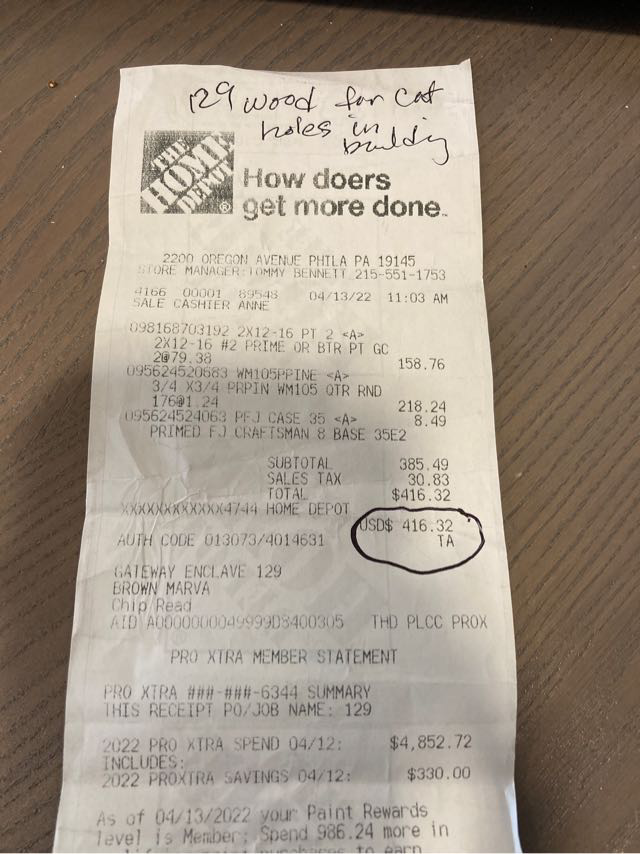 129 wood for cat
holes in
building
THE
HOME
DEPOT
®
How doers
get more done.™
2200 OREGON AVENUE PHILA PA 19145
STORE MANAGER:TOMMY BENNETT 215-551-1753
4166 00001 89548 04/13/22 11:03 AM
SALE CASHIER ANNE
098168703192 2X12-16 PT 2 <A>
2X12-16 #2 PRIME OR BTR PT GC
2@79.38 158.76
095624520683 WM105PPINE <A>
3/4 X3/4 PRPIN WM105 QTR RND
176@1.24 218.24
095624524063 PFJ CASE 35 <A> 8.49
PRIMED FJ CRAFTSMAN 8 BASE 35E2
SUBTOTAL 385.49
SALES TAX 30.83
TOTAL $416.32
XXXXXXXXXXXX4744 HOME DEPOT
USD$ 416.32
AUTH CODE 013073/4014631 TA
GATEWAY ENCLAVE 129
BROWN MARVA
Chip Read
AID A0000000049999D8400305 THD PLCC PROX
PRO XTRA MEMBER STATEMENT
PRO XTRA ###-###-6344 SUMMARY
THIS RECEIPT PO/JOB NAME: 129
2022 PRO XTRA SPEND 04/12: $4,852.72
INCLUDES:
2022 PROXTRA SAVINGS 04/12: $330.00
As of 04/13/2022 your Paint Rewards
level is Member; Spend 986.24 more in
purchases to earn